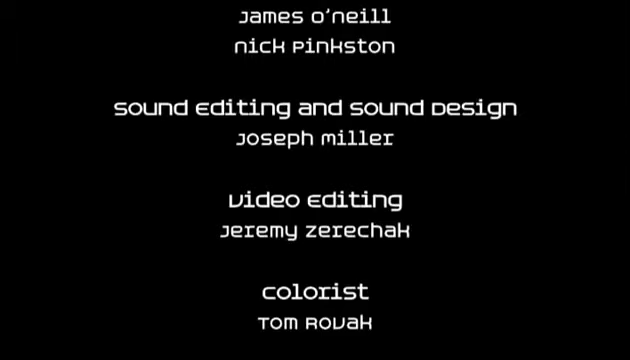 James O'Neill
Nick Pinkston
Sound Editing and Sound Design
Joseph Miller
Video Editing
Jeremy Zerechak
Colorist
Tom Rovak